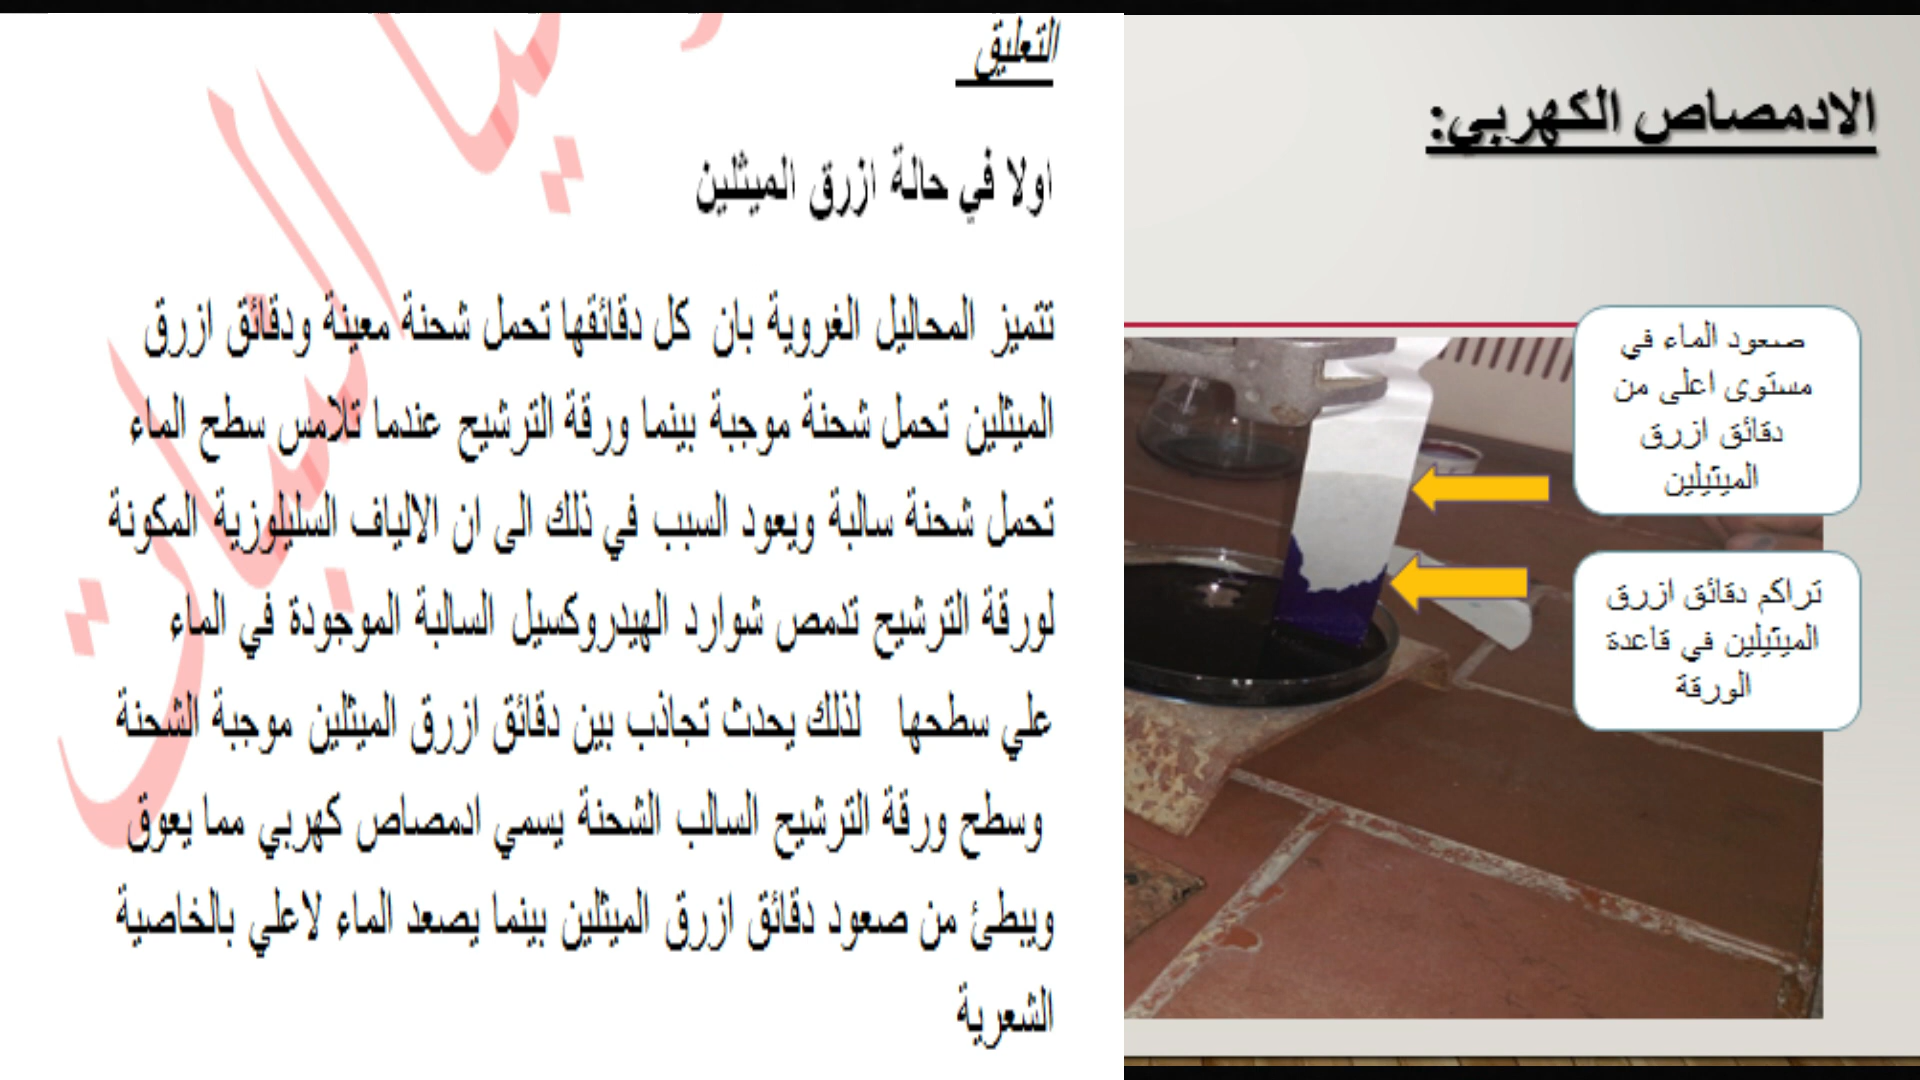 الادمصاص الكهربي:
صعود الماء في
مستوى اعلى من
دقائق ازرق
الميتيلين
تراكم دقائق ازرق
الميتيلين في قاعدة
الورقة
التعليق
اولا في حالة ازرق الميثلين
تتميز المحاليل الغروية بان كل دقائقها تحمل شحنة معينة ودقائق ازرق
الميثلين تحمل شحنة موجبة بينما ورقة الترشيح عندما تلامس سطح الماء
تحمل شحنة سالبة ويعود السبب في ذلك الى ان الالياف السليلوزية المكونة
لورقة الترشيح تدمص شوارد الهيدروكسيل السالبة الموجودة في الماء
علي سطحها لذلك يحدث تجاذب بين دقائق ازرق الميثلين موجبة الشحنة
وسطح ورقة الترشيح السالب الشحنة يسمي ادمصاص كهربي مما يعوق
ويبطئ من صعود دقائق ازرق الميثلين بينما يصعد الماء لاعلي بالخاصية
الشعرية